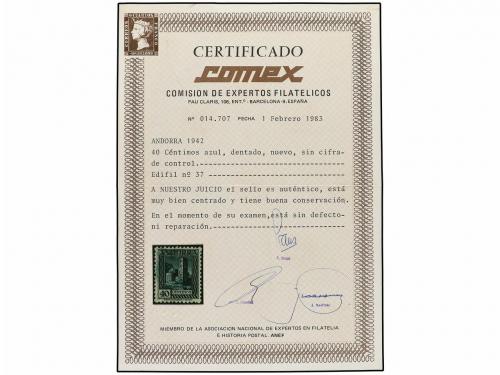 CERTIFICADO
comex
COMISION DE EXPERTOS FILATELICOS
PAU CLARIS, 106, ENT.º - BARCELONA-9. ESPAÑA
Nº 014.707 FECHA 1 Febrero 1983
ANDORRA 1942
40 Céntimos azul, dentado, nuevo, sin cifra-
de control.
Edifil nº 37
A NUESTRO JUICIO el sello es auténtico, está
muy bien centrado y tiene buena conservación.
En el momento de su examen,está sin defecto-
ni reparación.
40
MIEMBRO DE LA ASOCIACION NACIONAL DE EXPERTOS EN FILATELIA
E HISTORIA POSTAL. ANEF